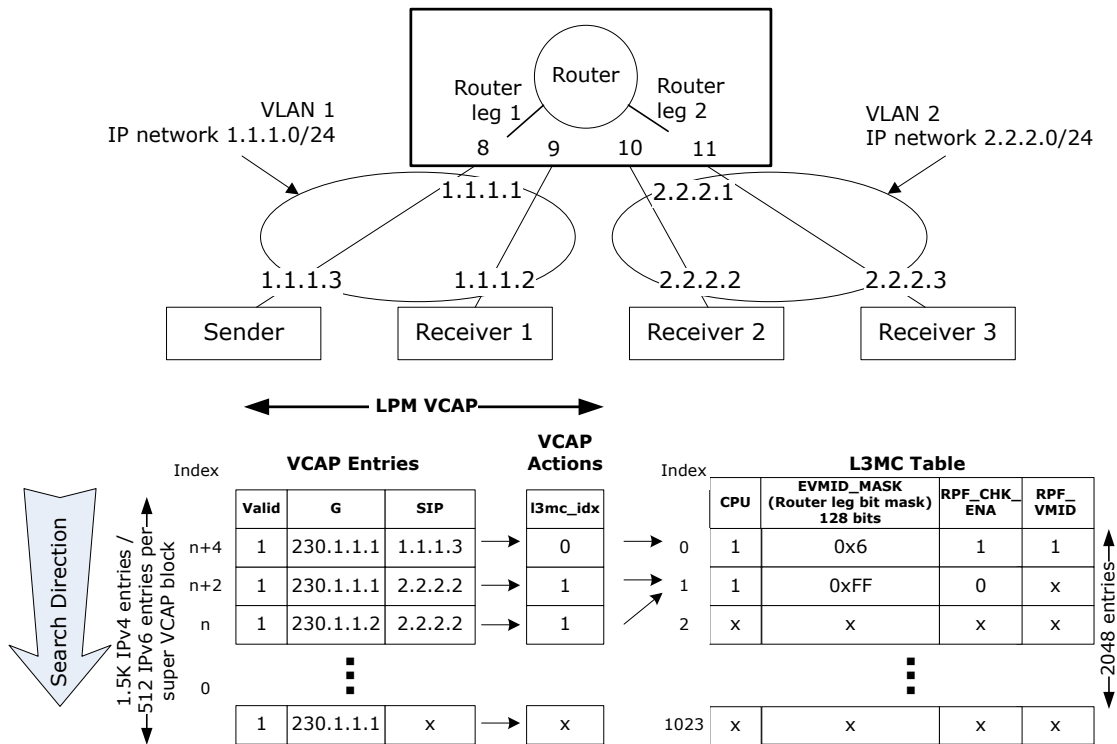 Router
Router
leg 1
Router
leg 2
VLAN 1
IP network 1.1.1.0/24
VLAN 2
IP network 2.2.2.0/24
8 9 10 11
1.1.1.1 2.2.2.1
1.1.1.3 1.1.1.2 2.2.2.2 2.2.2.3
Sender Receiver 1 Receiver 2 Receiver 3
LPM VCAP
Index
VCAP Entries
VCAP
Actions
Index
L3MC Table
Valid G SIP
l3mc_idx
CPU
EVMID_MASK
(Router leg bit mask)
128 bits
RPF_CHK_
ENA
RPF_
VMID
n+4 1 230.1.1.1 1.1.1.3 0 0 1 0x6 1 1
n+2 1 230.1.1.1 2.2.2.2 1 1 1 0xFF 0 x
n 1 230.1.1.2 2.2.2.2 1 2 x x x x
0
1 230.1.1.1 x x 1023 x x x x
Search Direction
1.5K IPv4 entries /
512 IPv6 entries per
super VCAP block
2048 entries